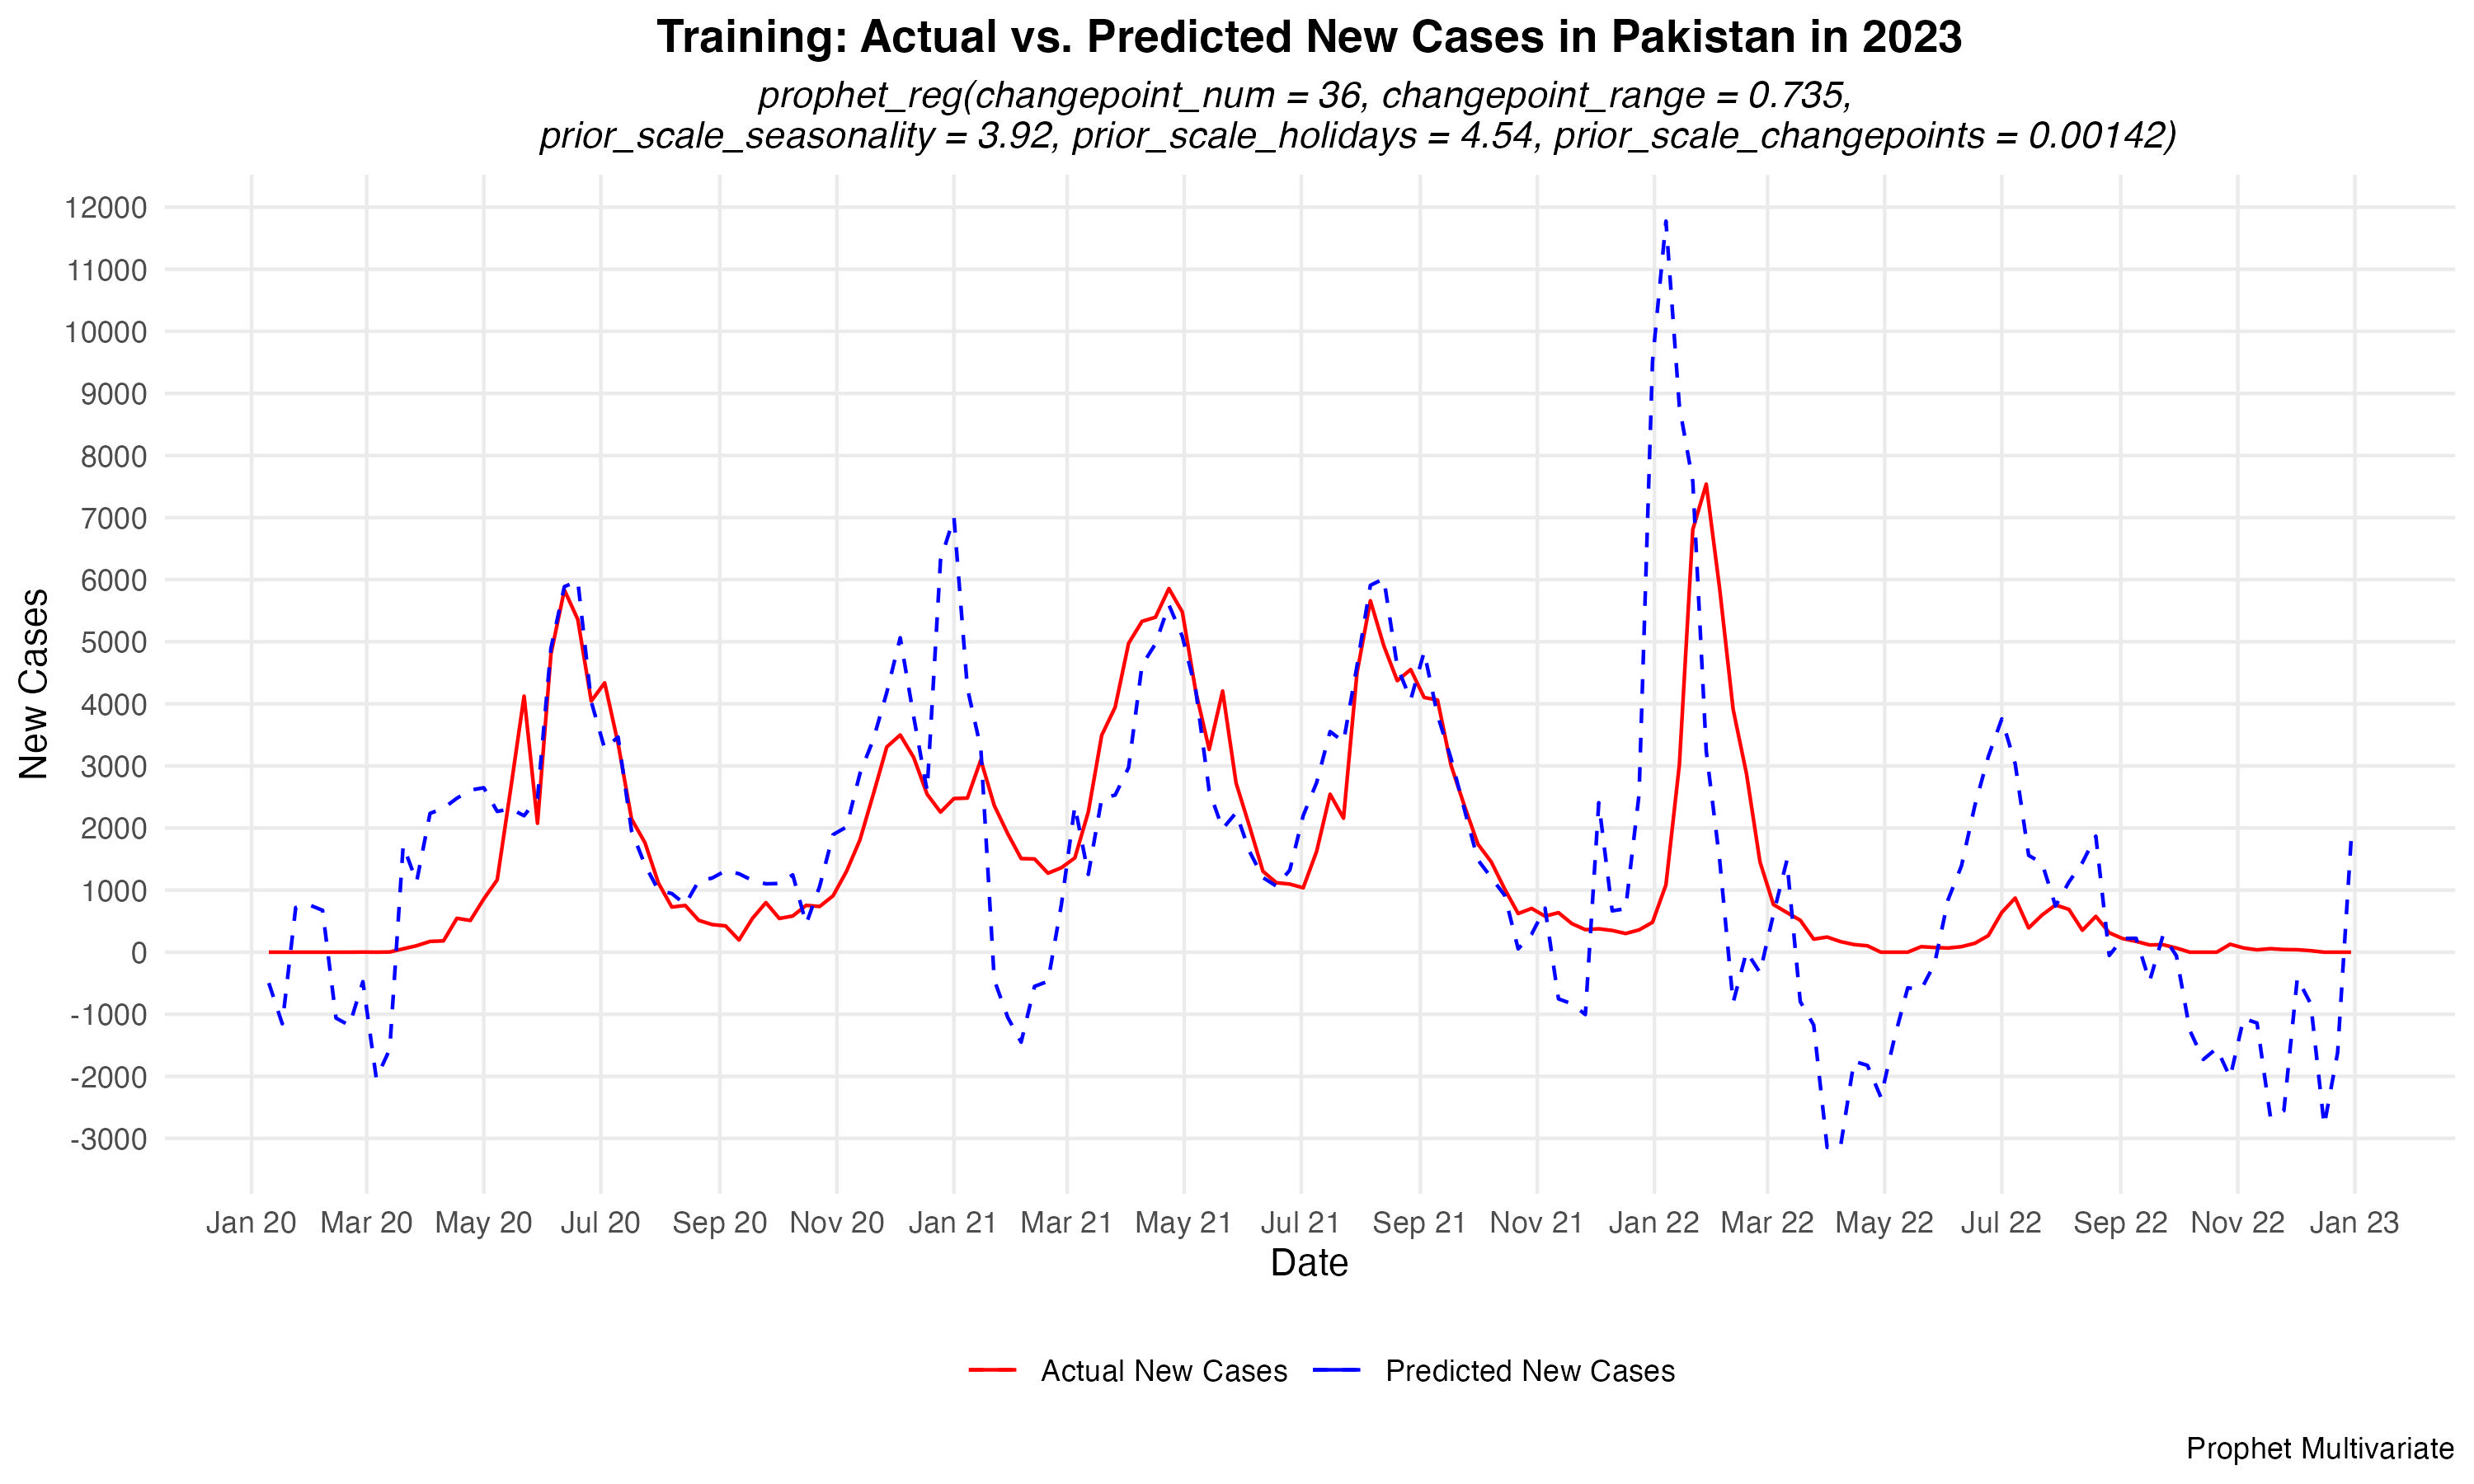 Training: Actual vs. Predicted New Cases in Pakistan in 2023
prophet_reg(changepoint_num = 36, changepoint_range = 0.735,
prior_scale_seasonality = 3.92, prior_scale_holidays = 4.54, prior_scale_changepoints = 0.00142)
New Cases
12000
11000
10000
9000
8000
7000
6000
5000
4000
3000
2000
1000
0
-1000
-2000
-3000
Jan 20 Mar 20 May 20 Jul 20 Sep 20 Nov 20 Jan 21 Mar 21 May 21 Jul 21 Sep 21 Nov 21 Jan 22 Mar 22 May 22 Jul 22 Sep 22 Nov 22 Jan 23
Date
Actual New Cases Predicted New Cases
Prophet Multivariate